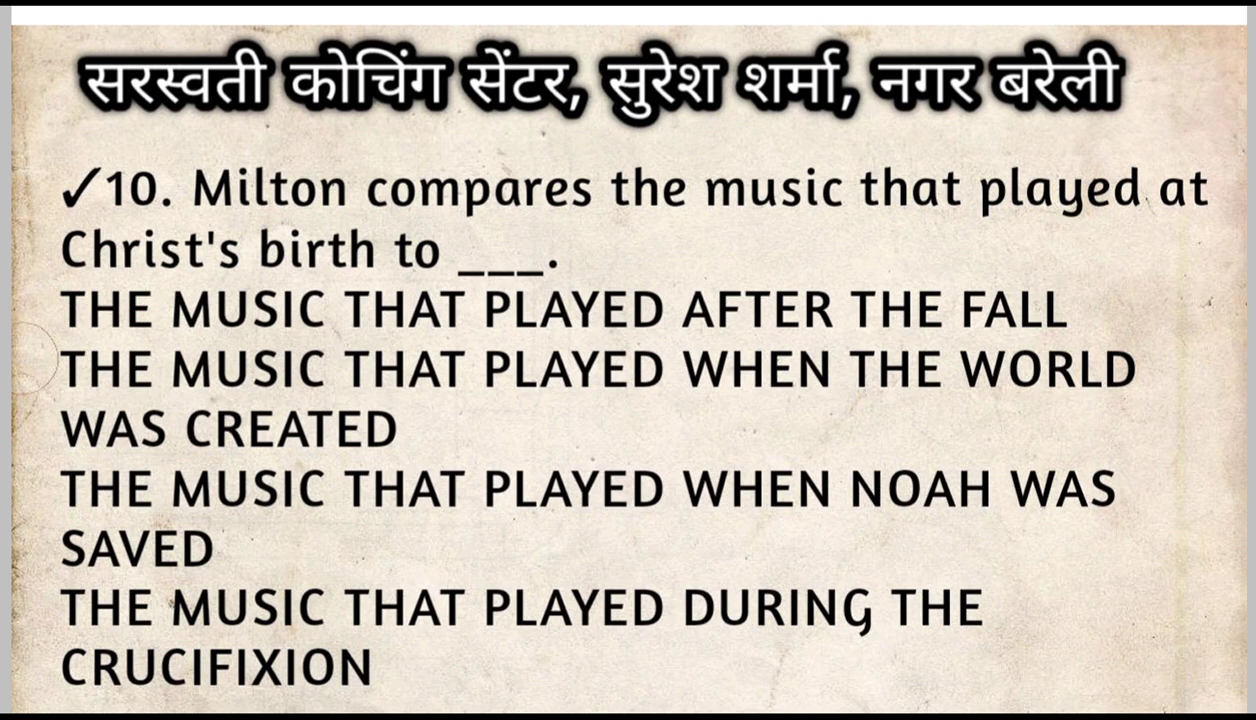 सरस्वती कोचिंग सेंटर, सुरेश शर्मा, नगर बरेली
✓10. Milton compares the music that played at
Christ's birth to ___.
THE MUSIC THAT PLAYED AFTER THE FALL
THE MUSIC THAT PLAYED WHEN THE WORLD
WAS CREATED
THE MUSIC THAT PLAYED WHEN NOAH WAS
SAVED
THE MUSIC THAT PLAYED DURING THE
CRUCIFIXION